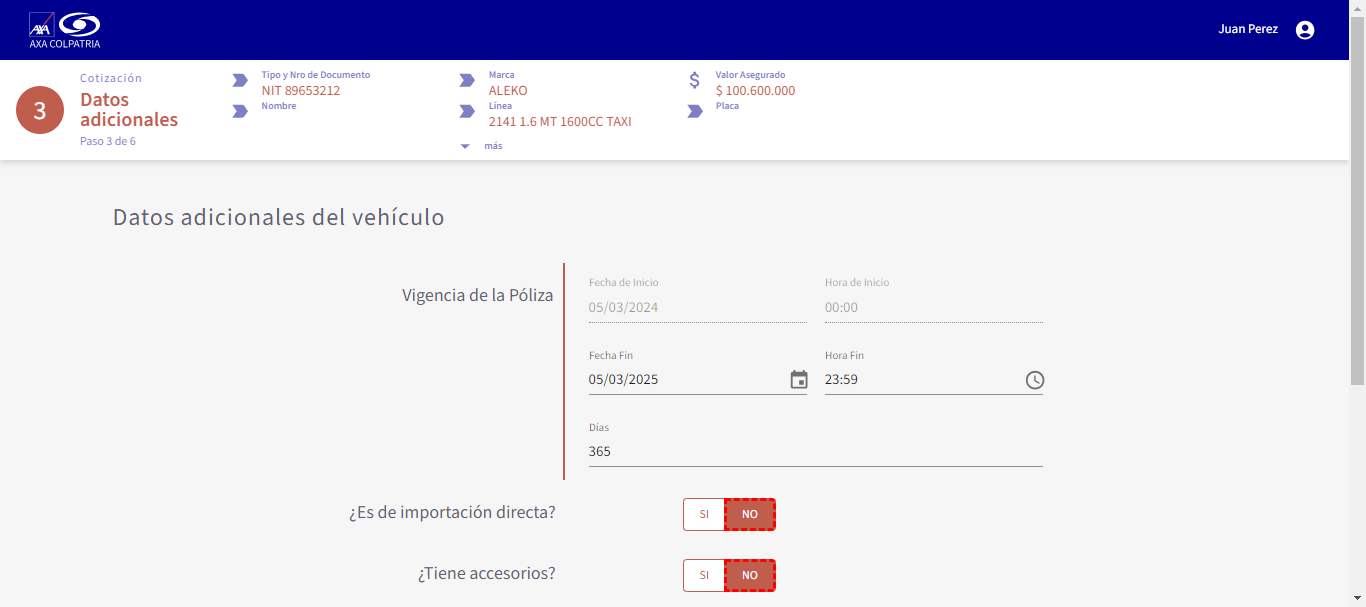 AXA
AXA COLPATRIA
Juan Perez
3
Cotización
Datos
adicionales
Paso 3 de 6
Tipo y Nro de Documento
NIT 89653212
Nombre
Marca
ALEKO
Línea
2141 1.6 MT 1600CC TAXI
más
$
Valor Asegurado
$ 100.600.000
Placa
Datos adicionales del vehículo
Vigencia de la Póliza
Fecha de Inicio
Hora de Inicio
05/03/2024
00:00
Fecha Fin
Hora Fin
05/03/2025
23:59
Días
365
¿Es de importación directa?
SI
NO
¿Tiene accesorios?
SI
NO